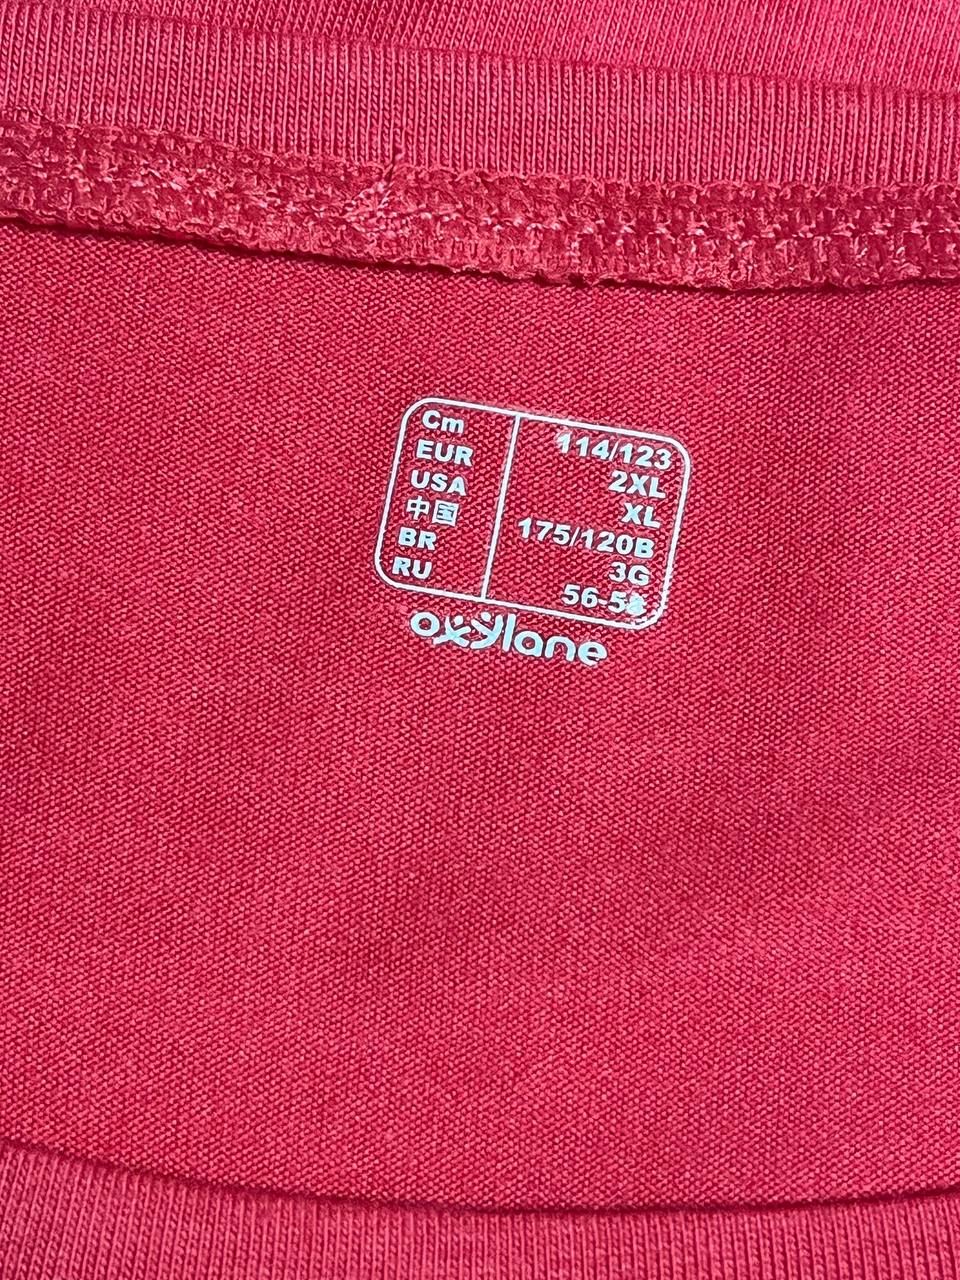 Cm 114/123
EUR 2XL
USA XL
中国 175/120B
BR 3G
RU
oxylane